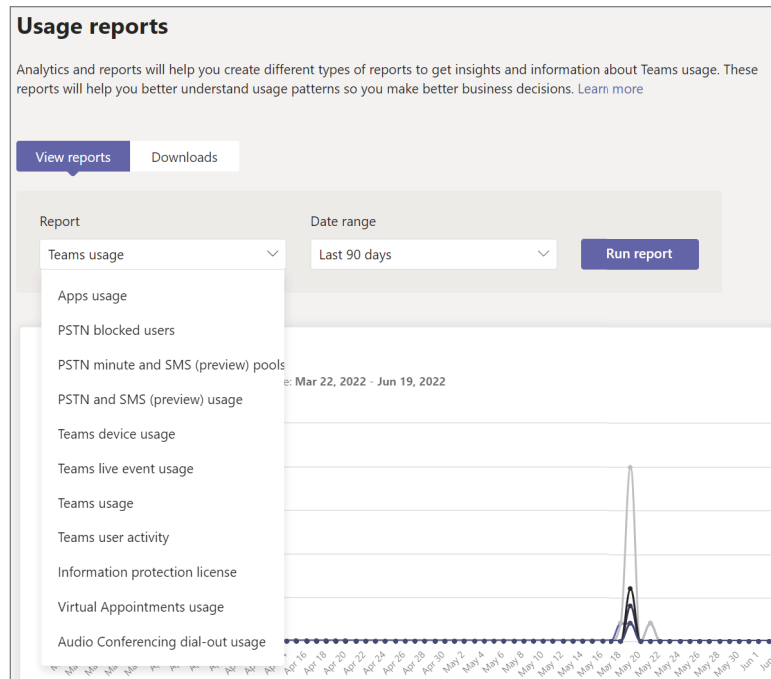 Usage reports
Analytics and reports will help you create different types of reports to get insights and information about Teams usage. These
reports will help you better understand usage patterns so you make better business decisions. Learn more
View reports Downloads
Report Date range
Teams usage Last 90 days Run report
Apps usage
PSTN blocked users
PSTN minute and SMS (preview) pools
e: Mar 22, 2022 - Jun 19, 2022
PSTN and SMS (preview) usage
Teams device usage
Teams live event usage
Teams usage
Teams user activity
Information protection license
Virtual Appointments usage
Audio Conferencing dial-out usage
Apr 16 Apr 18 Apr 20 Apr 22 Apr 24 Apr 26 Apr 28 Apr 30 May 2 May 4 May 6 May 8 May 10 May 12 May 14 May 16 May 18 May 20 May 22 May 24 May 26 May 28 May 30 Jun 1